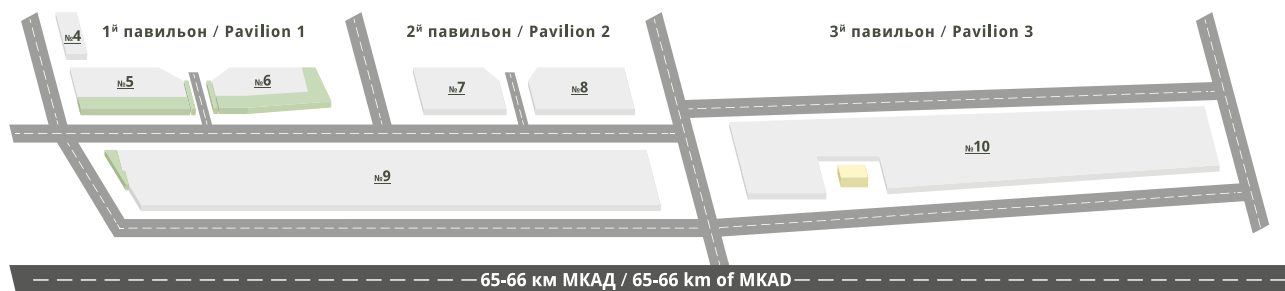 1й павильон / Pavilion 1
2й павильон / Pavilion 2
3й павильон / Pavilion 3
№4
№5
№6
№7
№8
№9
№10
65-66 км МКАД / 65-66 km of MKAD